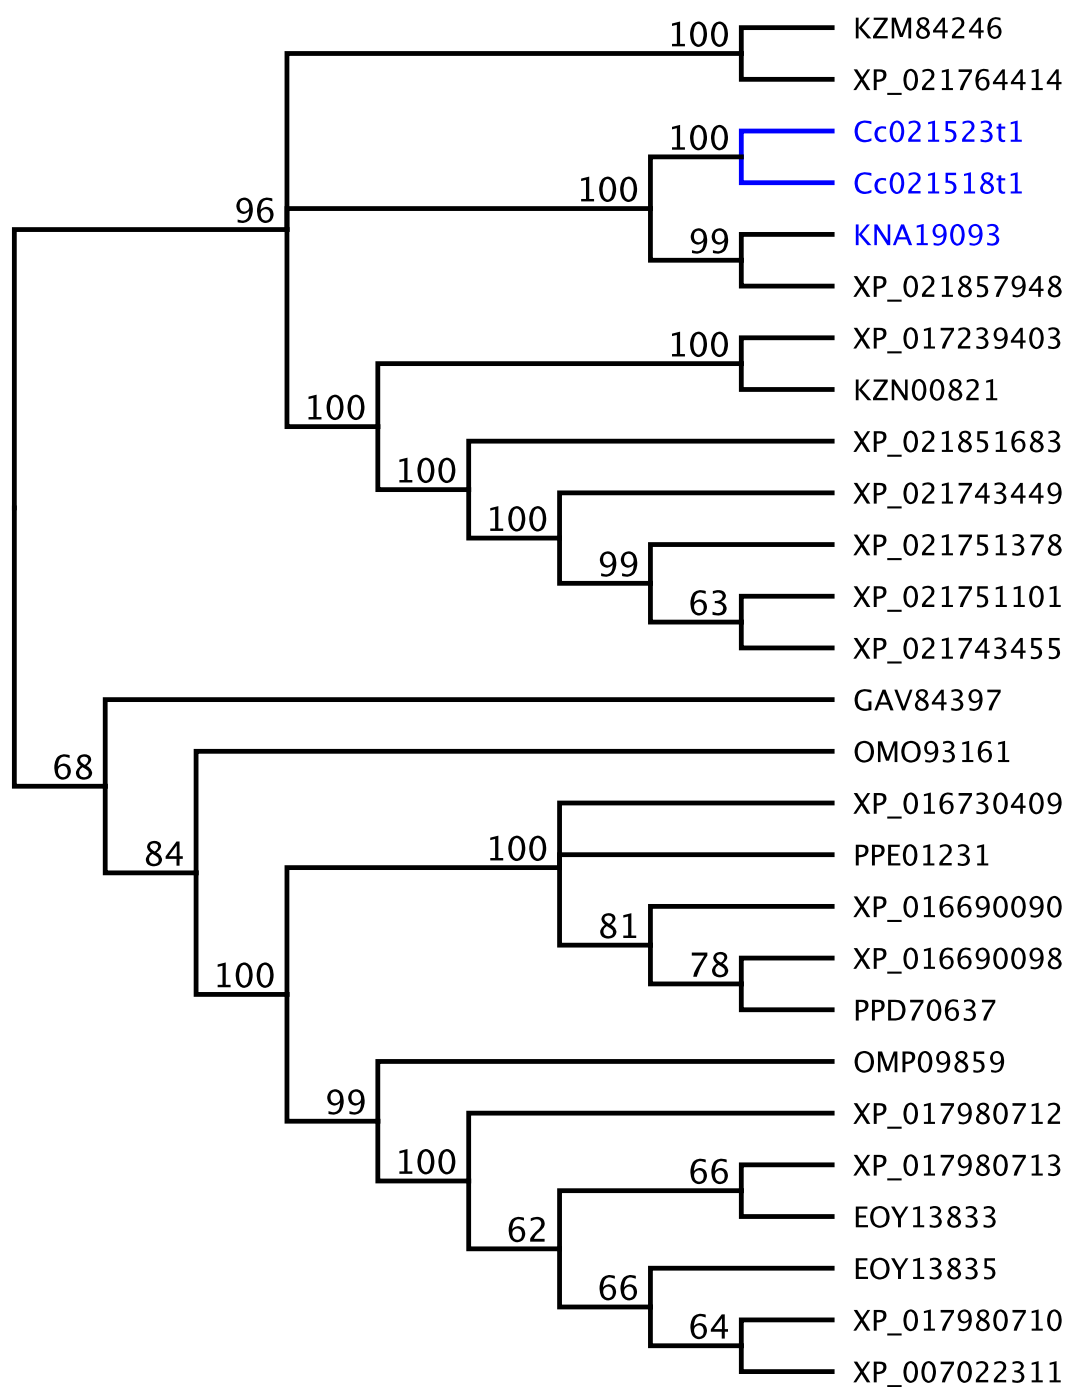 100
KZM84246
XP_021764414
100
Cc021523t1
100
Cc021518t1
96
99
KNA19093
XP_021857948
100
XP_017239403
KZN00821
100
XP_021851683
100
XP_021743449
100
XP_021751378
99
XP_021751101
63
XP_021743455
GAV84397
68
OMO93161
XP_016730409
84
100
PPE01231
XP_016690090
81
XP_016690098
78
100
PPD70637
OMP09859
99
XP_017980712
100
XP_017980713
66
EOY13833
62
EOY13835
66
XP_017980710
64
XP_007022311